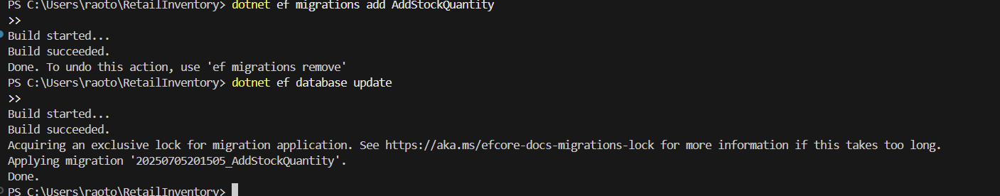 PS C:\Users\raoto\RetailInventory> dotnet ef migrations add AddStockQuantity
>>
Build started...
Build succeeded.
Done. To undo this action, use 'ef migrations remove'
PS C:\Users\raoto\RetailInventory> dotnet ef database update
>>
Build started...
Build succeeded.
Acquiring an exclusive lock for migration application. See https://aka.ms/efcore-docs-migrations-lock for more information if this takes too long.
Applying migration '20250705201505_AddStockQuantity'.
Done.
PS C:\Users\raoto\RetailInventory>